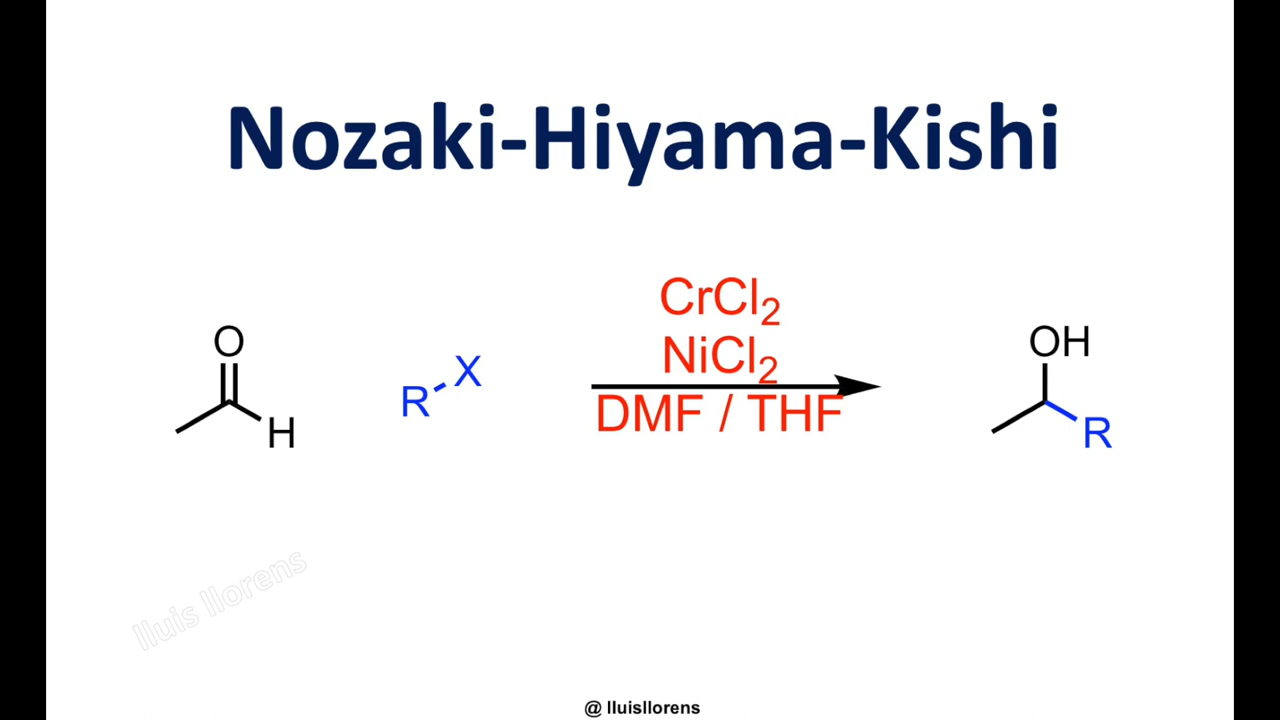 Nozaki-Hiyama-Kishi
CrCl2
NiCl2
DMF / THF
O
H
R
X
OH
R
lluis llorens
@ lluisllorens